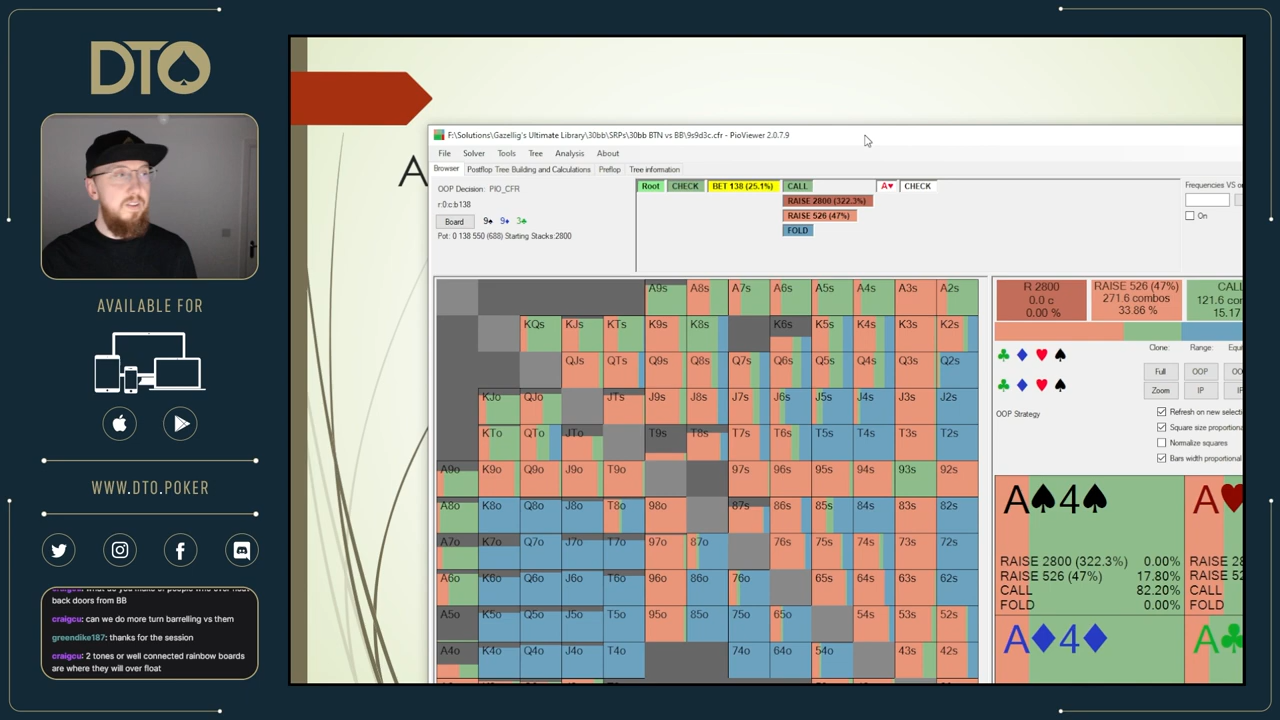 DTO
AVAILABLE FOR
WWW.DTO.POKER
back doors from BB
craigcu: can we do more turn barrelling vs them
greendike187: thanks for the session
craigcu: 2 tones or well connected rainbow boards
are where they will over float
A
F:\Solutions\Gazellig's Ultimate Library\30bb\SRPs\30bb BTN vs BB\9s9d3c.cfr - PioViewer 2.0.7.9
File Solver Tools Tree Analysis About
Browser Postflop Tree Building and Calculations Preflop Tree information
OOP Decision: PIO_CFR
r:0:c:b138
Board 9♠ 9♦ 3♣
Pot: 0 138 550 (688) Starting Stacks:2800
Root CHECK BET 138 (25.1%) CALL A♥ CHECK
RAISE 2800 (322.3%)
RAISE 526 (47%)
FOLD
Frequencies VS
On
A9s A8s A7s A6s A5s A4s A3s A2s
KQs KJs KTs K9s K8s K6s K5s K4s K3s K2s
QJs QTs Q9s Q8s Q7s Q6s Q5s Q4s Q3s Q2s
KJo QJo JTs J9s J8s J7s J6s J5s J4s J3s J2s
KTo QTo JTo T9s T8s T7s T6s T5s T4s T3s T2s
A9o K9o Q9o J9o T9o 97s 96s 95s 94s 93s 92s
A8o K8o Q8o J8o T8o 98o 87s 86s 85s 84s 83s 82s
A7o K7o Q7o J7o T7o 97o 87o 76s 75s 74s 73s 72s
A6o K6o Q6o J6o T6o 96o 86o 76o 65s 64s 63s 62s
A5o K5o Q5o J5o T5o 95o 85o 75o 65o 54s 53s 52s
A4o K4o Q4o J4o T4o 74o 64o 54o 43s 42s
R 2800
0.0 c
0.00 %
RAISE 526 (47%)
271.6 combos
33.86 %
15.17
♣ ♦ ♥ ♠
♣ ♦ ♥ ♠
Clone: Range:
Full OOP
Zoom IP
OOP Strategy
Refresh on new
Square size
Normalize squares
Bars width
A♠4♠
RAISE 2800 (322.3%) 0.00%
RAISE 526 (47%) 17.80%
CALL 82.20%
FOLD 0.00%
A♦4♦